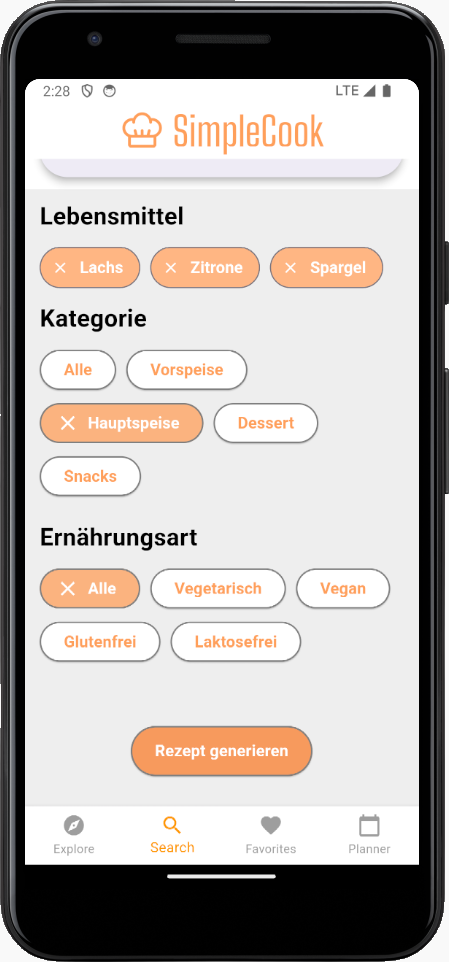 2:28 LTE
SimpleCook
Lebensmittel
Lachs Zitrone Spargel
Kategorie
Alle Vorspeise
Hauptspeise Dessert
Snacks
Ernährungsart
Alle Vegetarisch Vegan
Glutenfrei Laktosefrei
Rezept generieren
Explore Search Favorites Planner